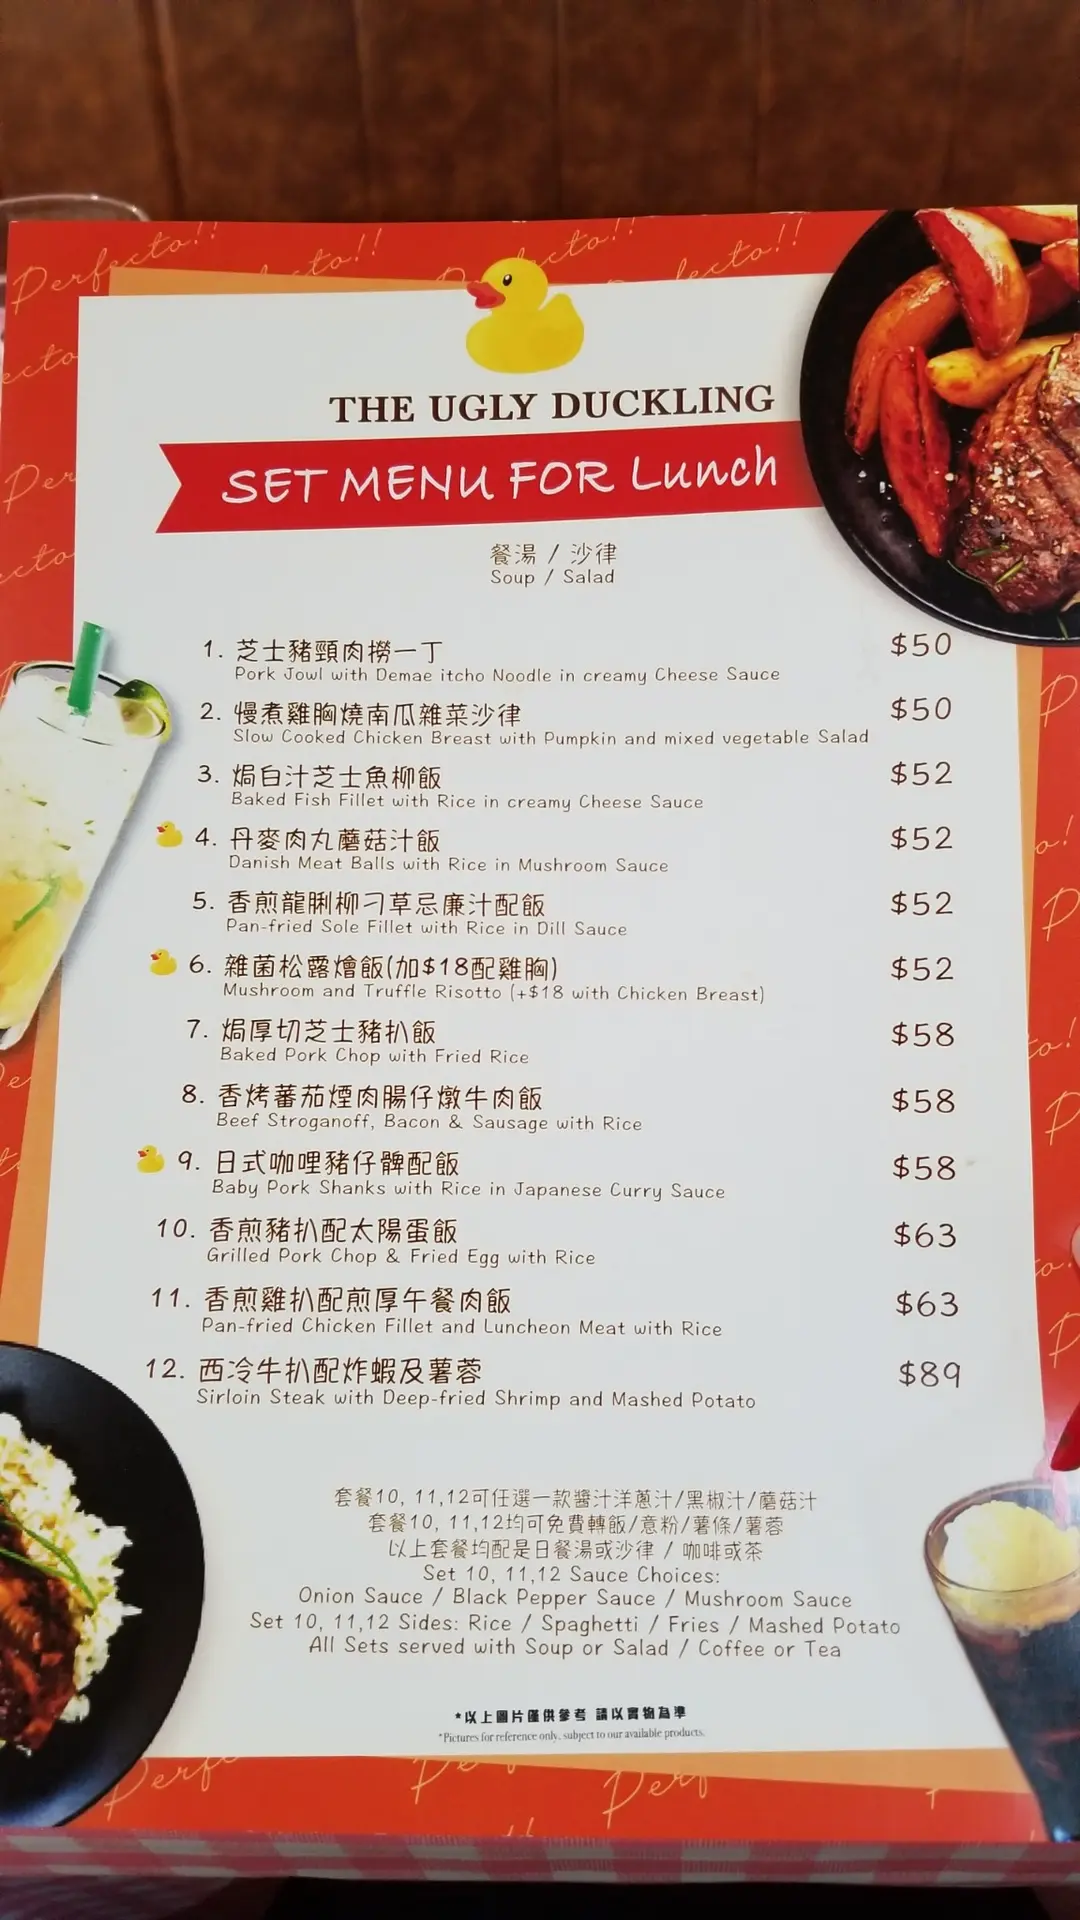 Perfecto!!
THE UGLY DUCKLING
SET MENU FOR Lunch
餐湯 / 沙律
Soup / Salad
1. 芝士豬頸肉撈一丁 $50
Pork Jowl with Demae itcho Noodle in creamy Cheese Sauce
2. 慢煮雞胸燒南瓜雜菜沙律 $50
Slow Cooked Chicken Breast with Pumpkin and mixed vegetable Salad
3. 焗白汁芝士魚柳飯 $52
Baked Fish Fillet with Rice in creamy Cheese Sauce
4. 丹麥肉丸蘑菇汁飯 $52
Danish Meat Balls with Rice in Mushroom Sauce
5. 香煎龍脷柳刁草忌廉汁配飯 $52
Pan-fried Sole Fillet with Rice in Dill Sauce
6. 雜菌松露燴飯(加$18配雞胸) $52
Mushroom and Truffle Risotto (+$18 with Chicken Breast)
7. 焗厚切芝士豬扒飯 $58
Baked Pork Chop with Fried Rice
8. 香烤蕃茄煙肉腸仔燉牛肉飯 $58
Beef Stroganoff, Bacon & Sausage with Rice
9. 日式咖哩豬仔髀配飯 $58
Baby Pork Shanks with Rice in Japanese Curry Sauce
10. 香煎豬扒配太陽蛋飯 $63
Grilled Pork Chop & Fried Egg with Rice
11. 香煎雞扒配煎厚午餐肉飯 $63
Pan-fried Chicken Fillet and Luncheon Meat with Rice
12. 西冷牛扒配炸蝦及薯蓉 $89
Sirloin Steak with Deep-fried Shrimp and Mashed Potato
套餐10, 11,12可任選一款醬汁洋蔥汁/黑椒汁/蘑菇汁
套餐10, 11,12均可免費轉飯/意粉/薯條/薯蓉
以上套餐均配是日餐湯或沙律 / 咖啡或茶
Set 10, 11,12 Sauce Choices:
Onion Sauce / Black Pepper Sauce / Mushroom Sauce
Set 10, 11,12 Sides: Rice / Spaghetti / Fries / Mashed Potato
All Sets served with Soup or Salad / Coffee or Tea
*以上圖片僅供參考 請以實物為準
*Pictures for reference only, subject to our available products.